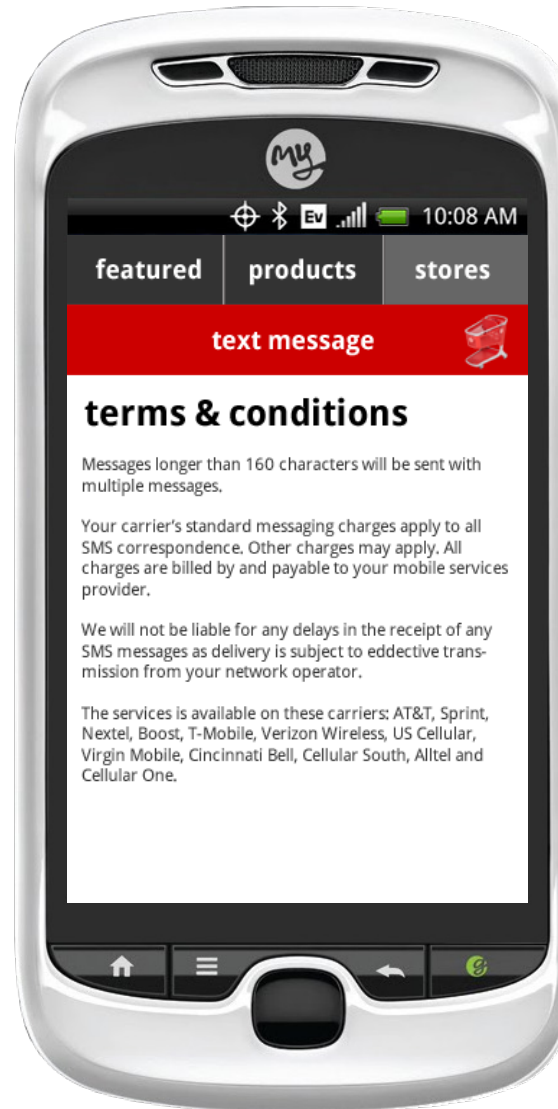 my
Ev 10:08 AM
featured products stores
text message
terms & conditions
Messages longer than 160 characters will be sent with
multiple messages.
Your carrier's standard messaging charges apply to all
SMS correspondence. Other charges may apply. All
charges are billed by and payable to your mobile services
provider.
We will not be liable for any delays in the receipt of any
SMS messages as delivery is subject to eddective trans-
mission from your network operator.
The services is available on these carriers: AT&T, Sprint,
Nextel, Boost, T-Mobile, Verizon Wireless, US Cellular,
Virgin Mobile, Cincinnati Bell, Cellular South, Alltel and
Cellular One.
g